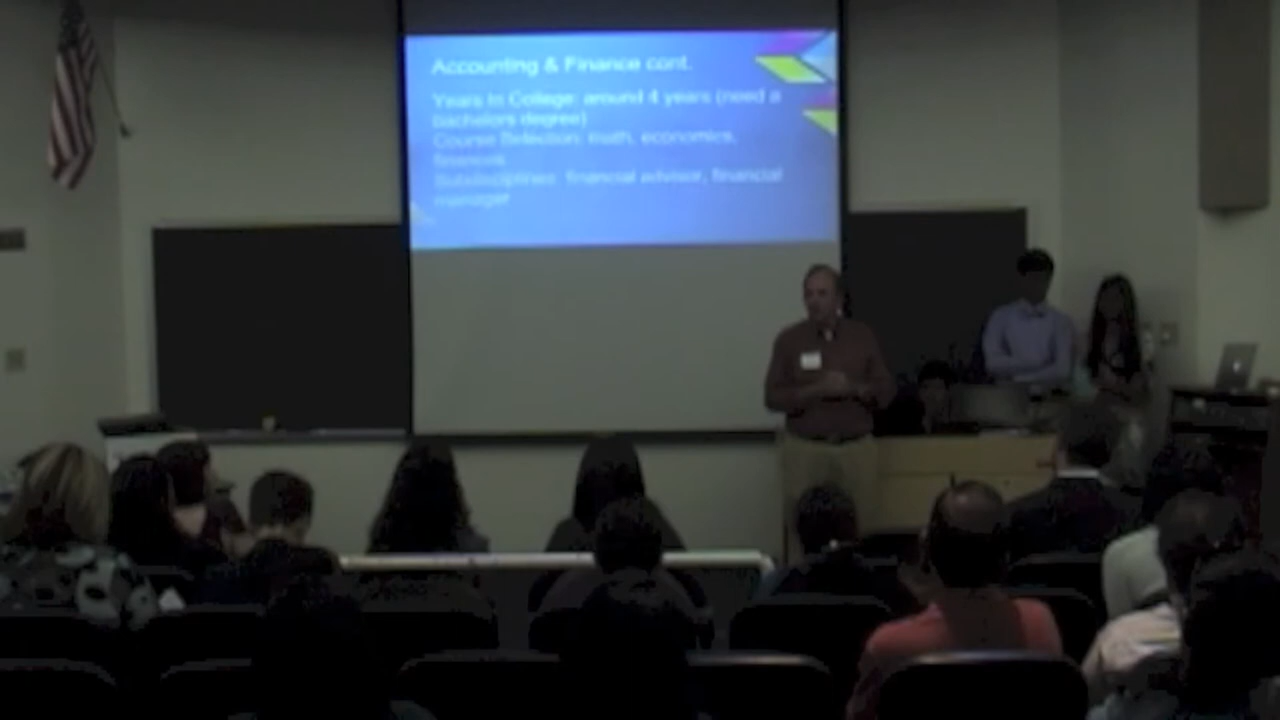 Accounting & Finance cont.
Years in College: around 4 years (need a
bachelors degree)
Course Selection: math, economics,
finances
Subdisciplines: financial advisor, financial
manager